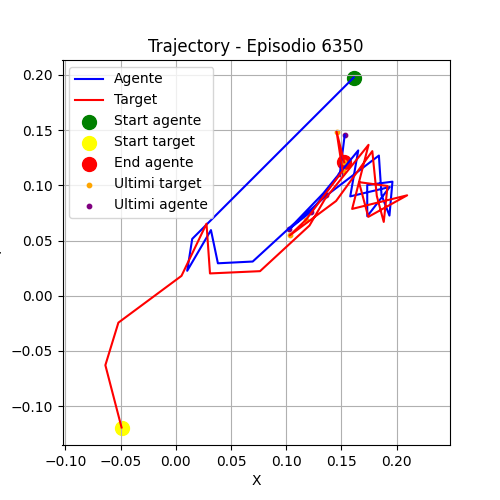 Trajectory - Episodio 6350
Agente
Target
Start agente
Start target
End agente
Ultimi target
Ultimi agente
0.20
0.15
0.10
0.05
0.00
−0.05
−0.10
−0.10
−0.05
0.00
0.05
0.10
0.15
0.20
X